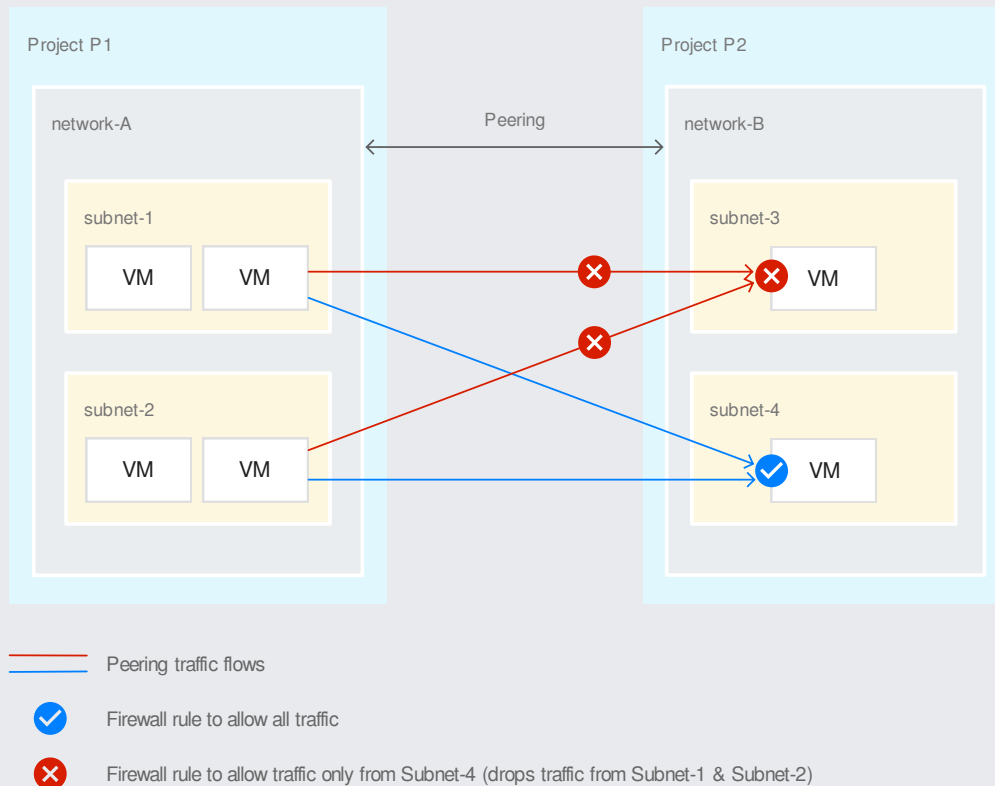 Project P1
Project P2
network-A
Peering
network-B
subnet-1
subnet-3
VM
VM
VM
subnet-2
subnet-4
VM
VM
VM
Peering traffic flows
Firewall rule to allow all traffic
Firewall rule to allow traffic only from Subnet-4 (drops traffic from Subnet-1 & Subnet-2)